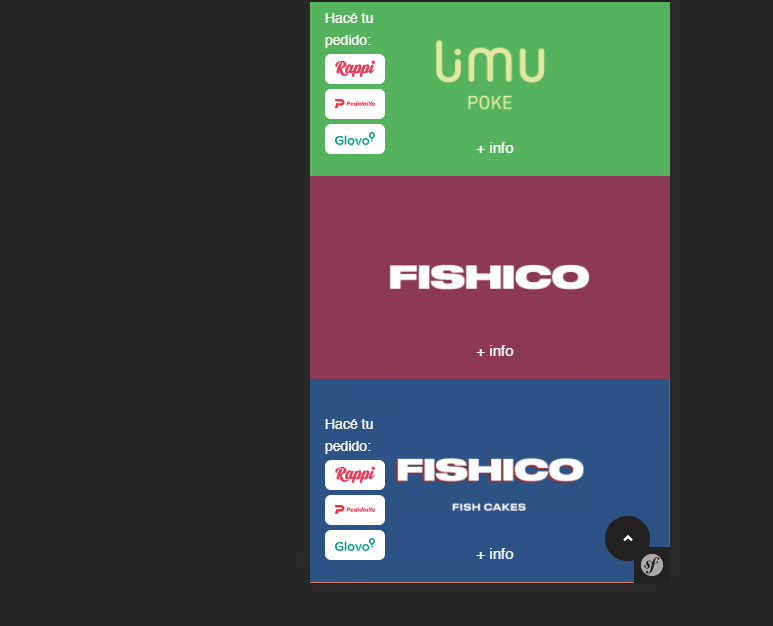 Hacé tu
pedido:
Rappi
PedidosYa
Glovo
limu
POKE
+ info
FISHICO
+ info
Hacé tu
pedido:
Rappi
PedidosYa
Glovo
FISHICO
FISH CAKES
+ info
sf